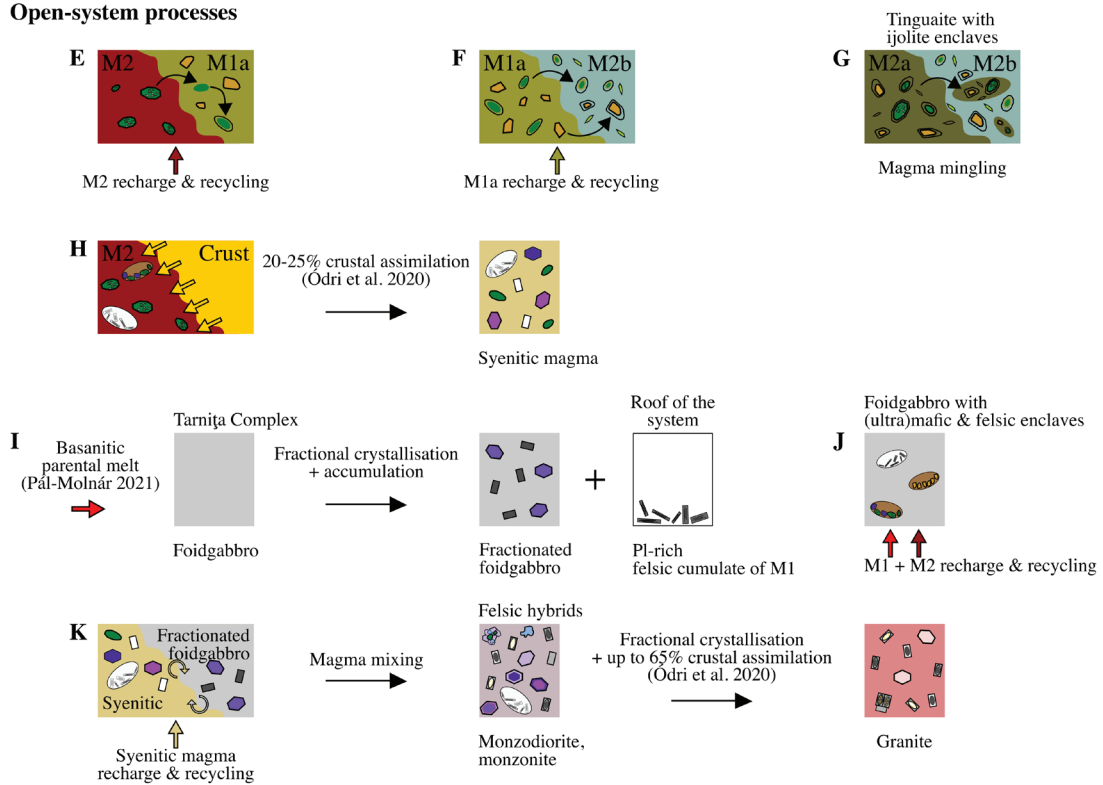 Open-system processes
E
M2
M1a
M2 recharge & recycling
F
M1a
M2b
M1a recharge & recycling
Tinguaite with
ijolite enclaves
G
M2a
M2b
Magma mingling
H
M2
Crust
20-25% crustal assimilation
(Ódri et al. 2020)
Syenitic magma
I
Basanitic
parental melt
(Pál-Molnár 2021)
Tarniţa Complex
Foidgabbro
Fractional crystallisation
+ accumulation
Fractionated
foidgabbro
+
Roof of the
system
Pl-rich
felsic cumulate of M1
Foidgabbro with
(ultra)mafic & felsic enclaves
J
M1 + M2 recharge & recycling
K
Fractionated
foidgabbro
Syenitic
Syenitic magma
recharge & recycling
Magma mixing
Felsic hybrids
Monzodiorite,
monzonite
Fractional crystallisation
+ up to 65% crustal assimilation
(Ódri et al. 2020)
Granite